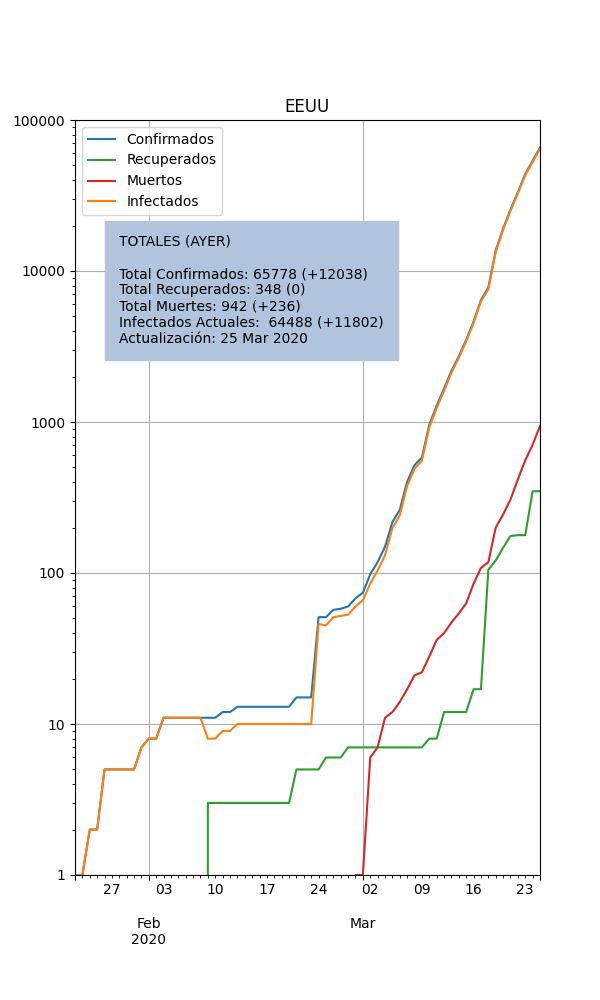 EEUU
100000
10000
1000
100
10
1
Confirmados
Recuperados
Muertos
Infectados
TOTALES (AYER)
Total Confirmados: 65778 (+12038)
Total Recuperados: 348 (0)
Total Muertes: 942 (+236)
Infectados Actuales:  64488 (+11802)
Actualización: 25 Mar 2020
27 03 10 17 24 02 09 16 23
Feb Mar
2020